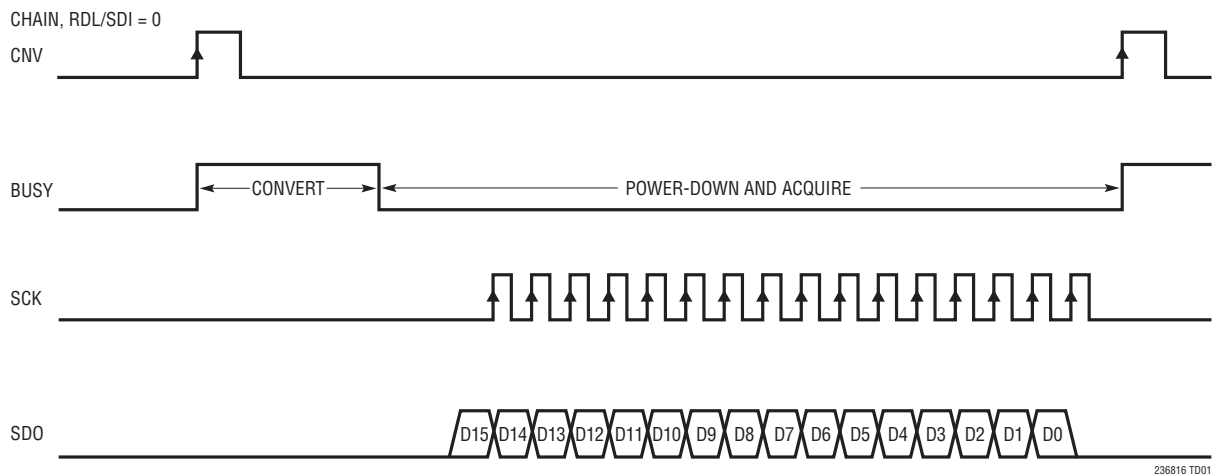 CHAIN, RDL/SDI = 0
CNV
BUSY
CONVERT
POWER-DOWN AND ACQUIRE
SCK
SDO
D15 D14 D13 D12 D11 D10 D9 D8 D7 D6 D5 D4 D3 D2 D1 D0
236816 TD01